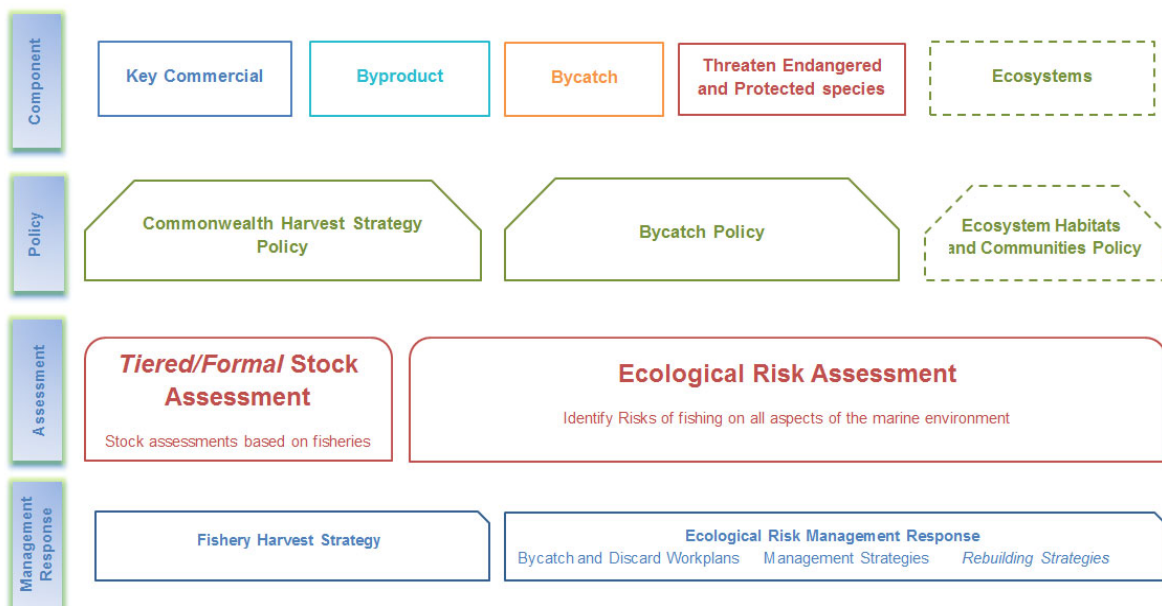 Component
Key Commercial
Byproduct
Bycatch
Threaten Endangered
and Protected species
Ecosystems
Policy
Commonwealth Harvest Strategy
Policy
Bycatch Policy
Ecosystem Habitats
and Communities Policy
Assessment
Tiered/Formal Stock
Assessment
Stock assessments based on fisheries
Ecological Risk Assessment
Identify Risks of fishing on all aspects of the marine environment
Management
Response
Fishery Harvest Strategy
Ecological Risk Management Response
Bycatch and Discard Workplans Management Strategies Rebuilding Strategies